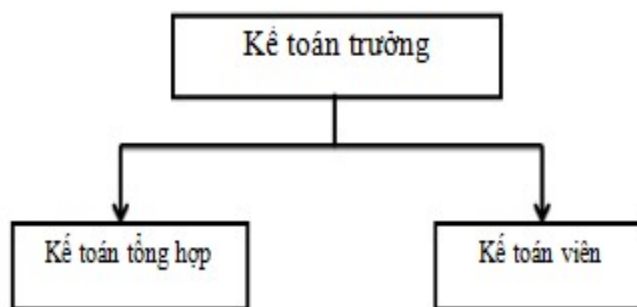 Kế toán trưởng
Kế toán tổng hợp
Kế toán viên